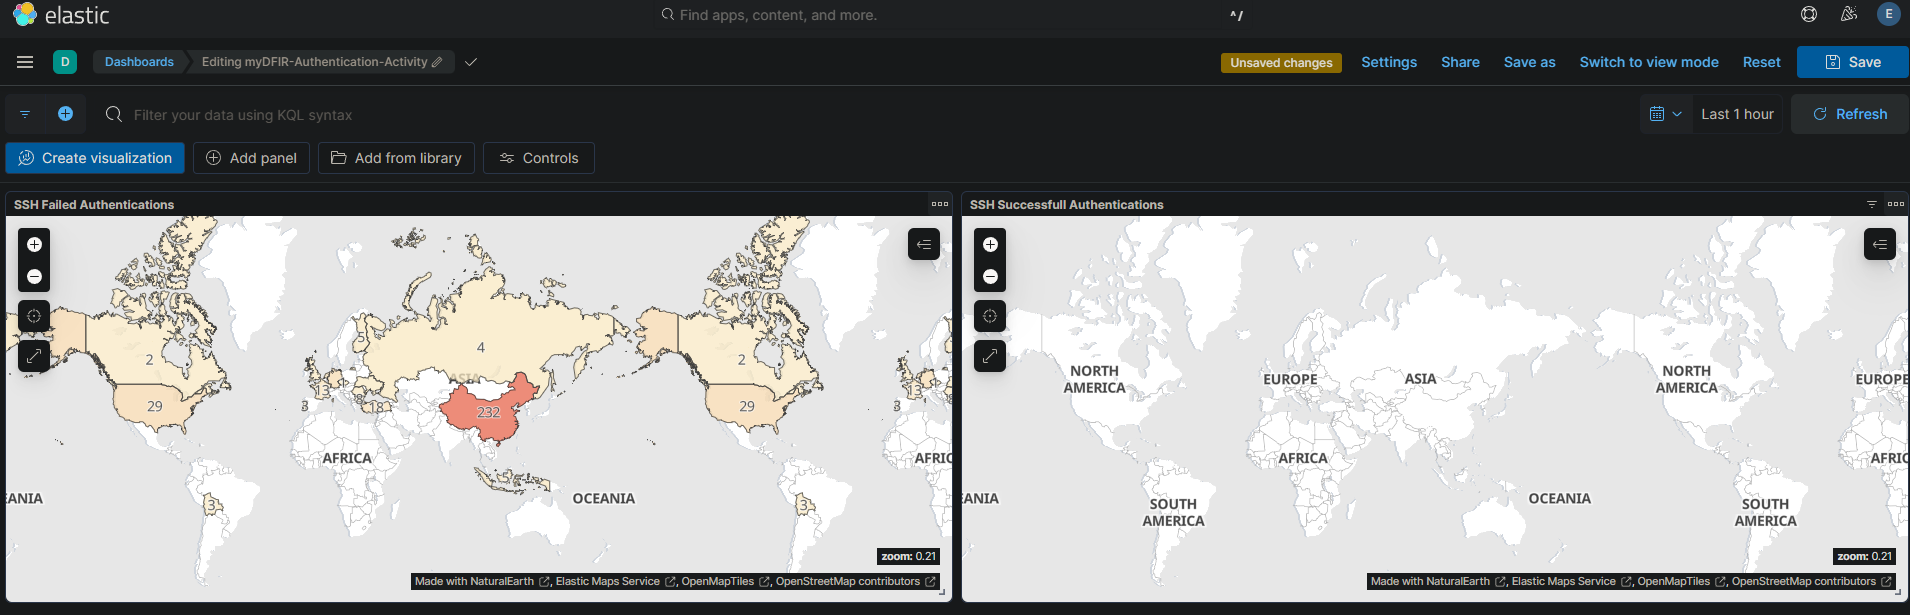 elastic
Find apps, content, and more.
^/
D
Dashboards
Editing myDFIR-Authentication-Activity
Unsaved changes
Settings
Share
Save as
Switch to view mode
Reset
Save
E
Filter your data using KQL syntax
Last 1 hour
Refresh
Create visualization
Add panel
Add from library
Controls
SSH Failed Authentications
2
29
3
13
3
8
18
4
ASIA
232
AFRICA
OCEANIA
3
EANIA
2
29
3
3
13
8
AFRIC
zoom: 0.21
Made with NaturalEarth, Elastic Maps Service, OpenMapTiles, OpenStreetMap contributors
SSH Successfull Authentications
NORTH
AMERICA
EUROPE
ASIA
AFRICA
OCEANIA
EANIA
SOUTH
AMERICA
NORTH
AMERICA
EUROPE
AFRIC
SOUTH
AMERICA
zoom: 0.21
Made with NaturalEarth, Elastic Maps Service, OpenMapTiles, OpenStreetMap contributors